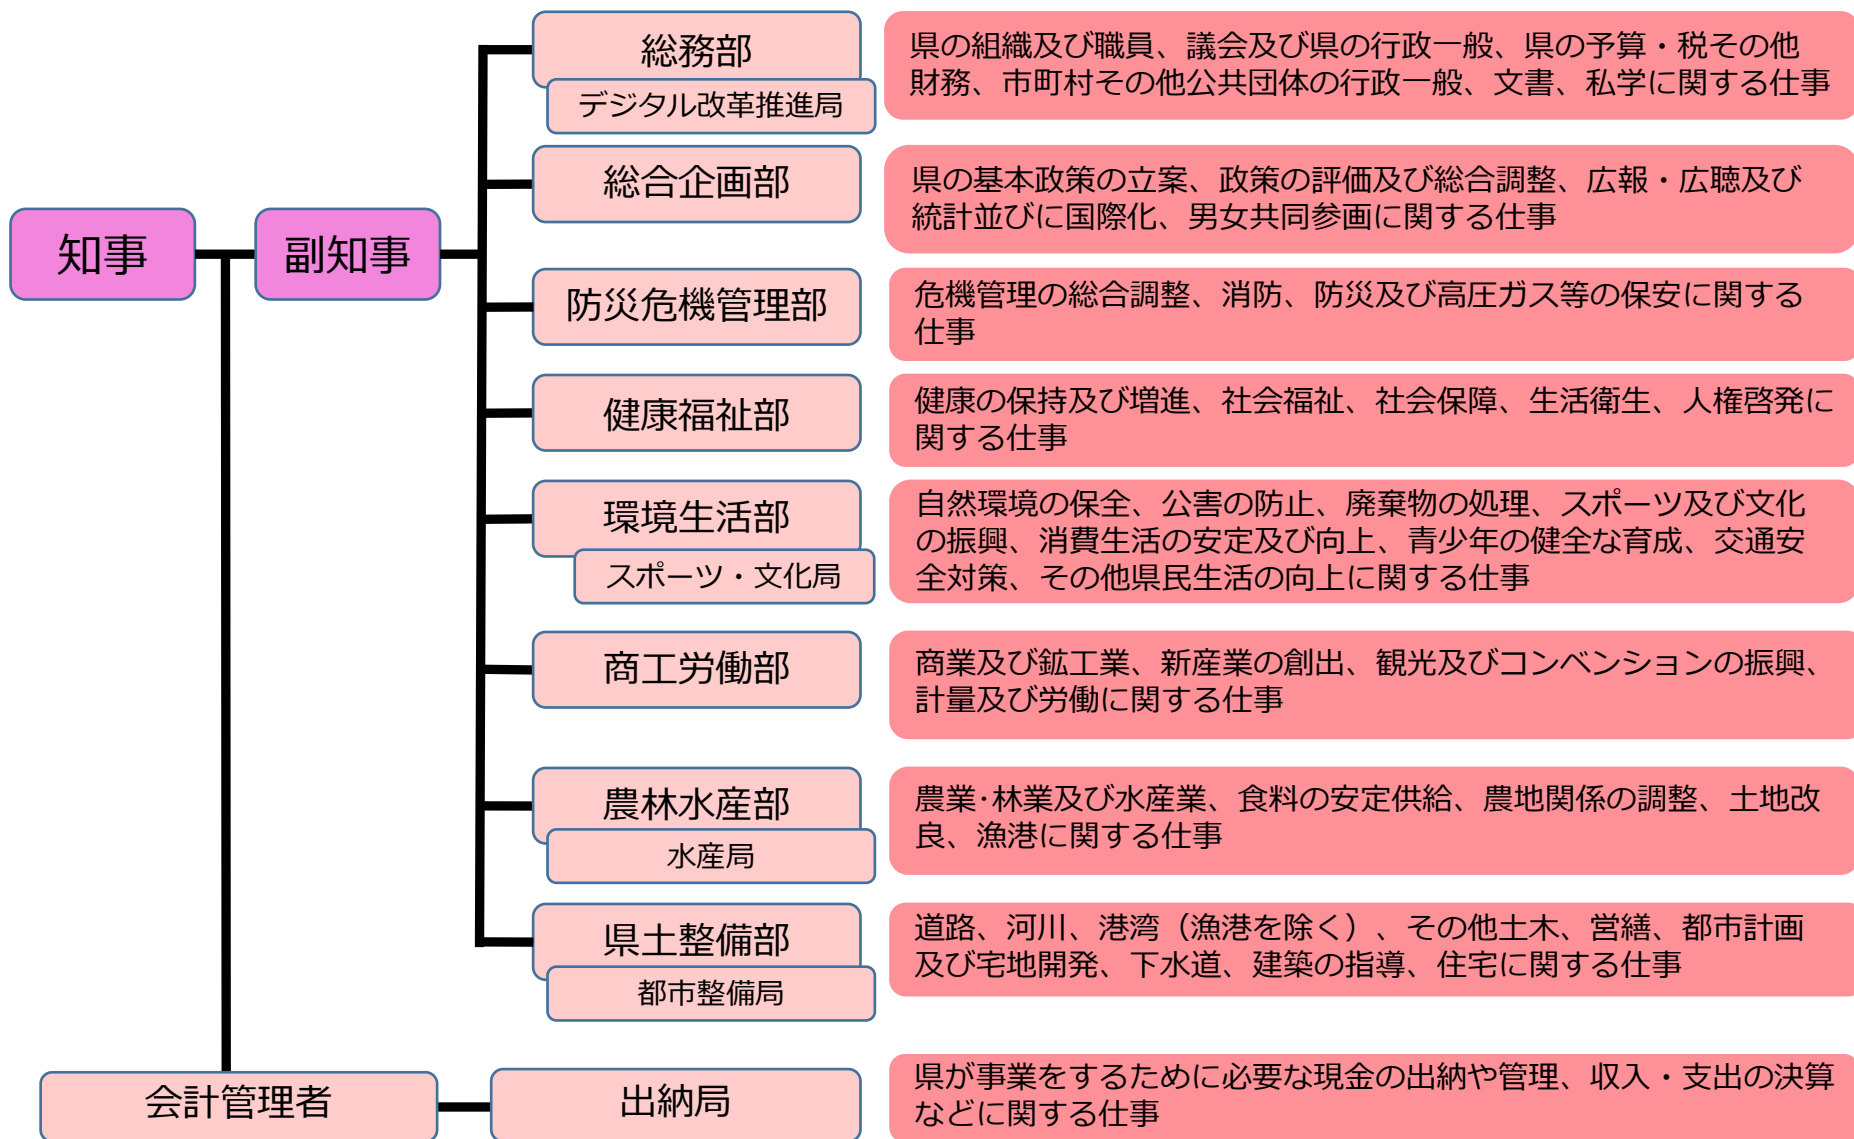 知事
副知事
総務部
デジタル改革推進局
県の組織及び職員、議会及び県の行政一般、県の予算・税その他
財務、市町村その他公共団体の行政一般、文書、私学に関する仕事
総合企画部
県の基本政策の立案、政策の評価及び総合調整、広報・広聴及び
統計並びに国際化、男女共同参画に関する仕事
防災危機管理部
危機管理の総合調整、消防、防災及び高圧ガス等の保安に関する
仕事
健康福祉部
健康の保持及び増進、社会福祉、社会保障、生活衛生、人権啓発に
関する仕事
環境生活部
スポーツ・文化局
自然環境の保全、公害の防止、廃棄物の処理、スポーツ及び文化
の振興、消費生活の安定及び向上、青少年の健全な育成、交通安
全対策、その他県民生活の向上に関する仕事
商工労働部
商業及び鉱工業、新産業の創出、観光及びコンベンションの振興、
計量及び労働に関する仕事
農林水産部
水産局
農業･林業及び水産業、食料の安定供給、農地関係の調整、土地改
良、漁港に関する仕事
県土整備部
都市整備局
道路、河川、港湾（漁港を除く）、その他土木、営繕、都市計画
及び宅地開発、下水道、建築の指導、住宅に関する仕事
会計管理者
出納局
県が事業をするために必要な現金の出納や管理、収入・支出の決算
などに関する仕事